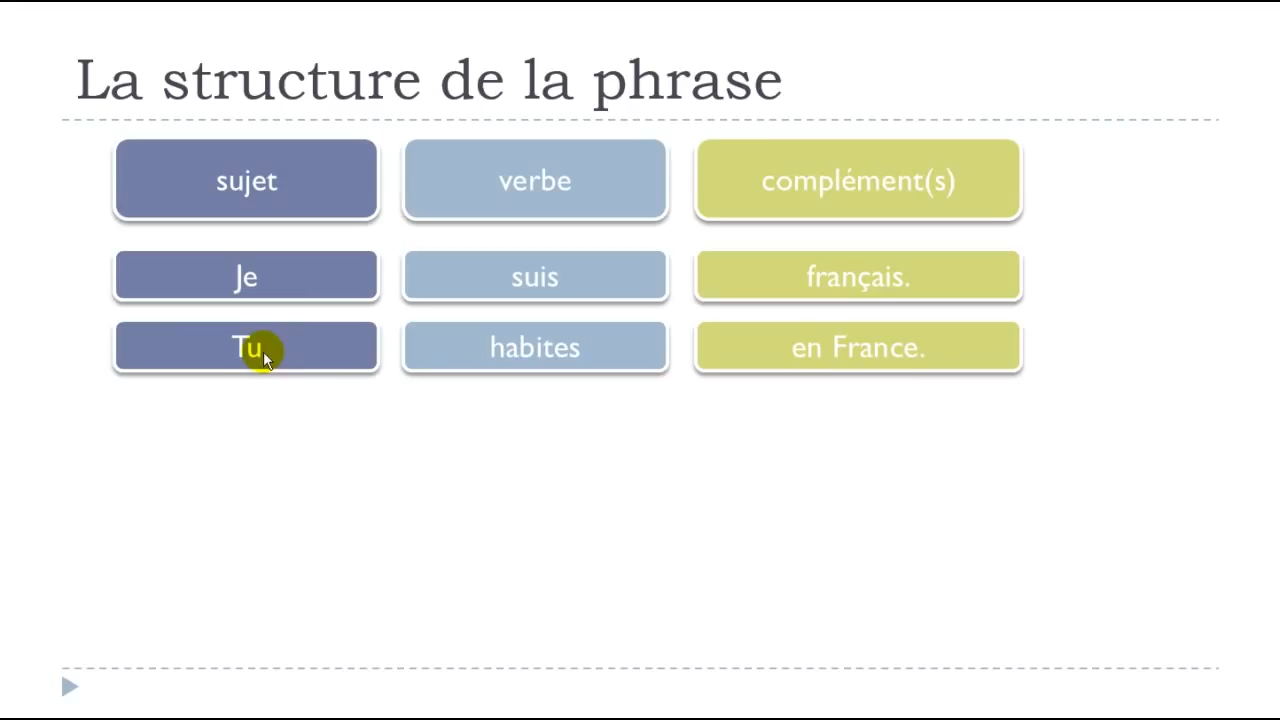 La structure de la phrase
sujet verbe complément(s)
Je suis français.
Tu habites en France.